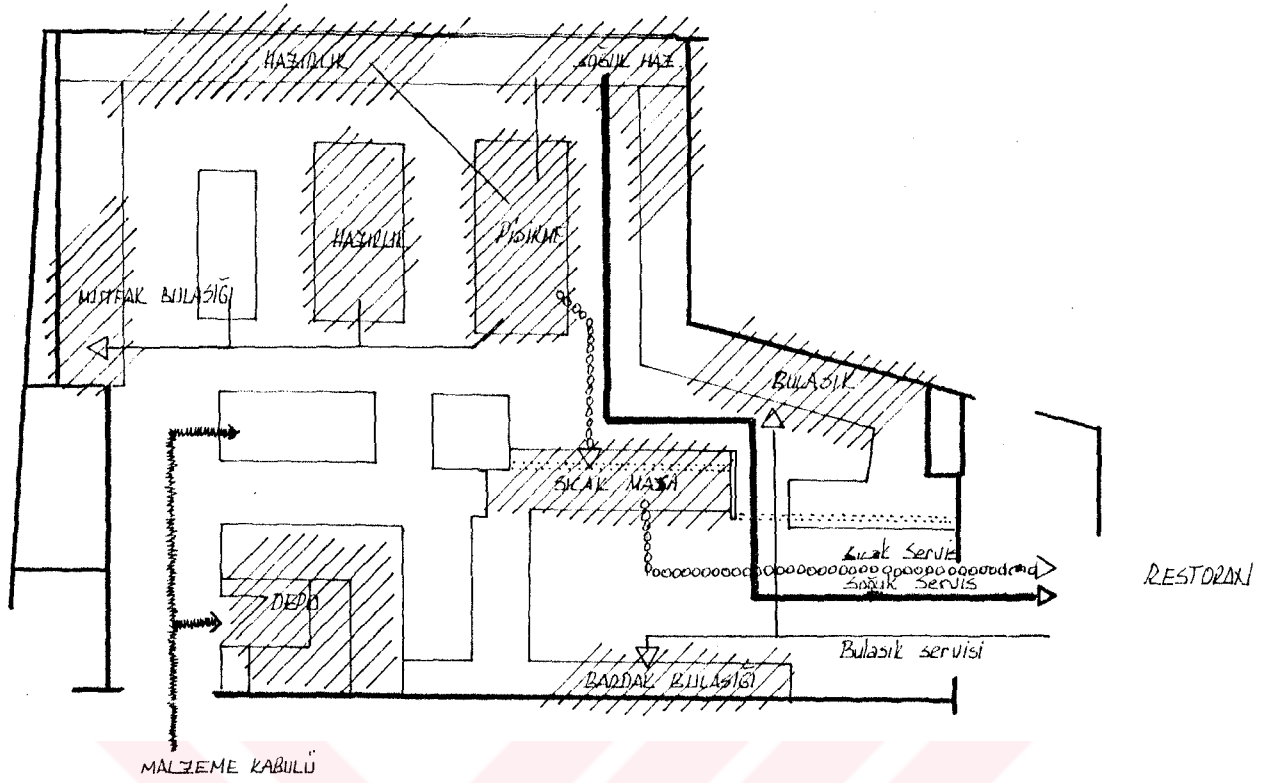 HAZIRLIK
SOĞUK HAZ.
HAZIRLIK
PİŞİRME
MUTFAK BULAŞIĞI
BULAŞIK
SICAK MASA
Sıcak Servis
Soğuk Servis
RESTORAN
DEPO
Bulaşık servisi
BARDAK BULAŞIĞI
MALZEME KABULÜ